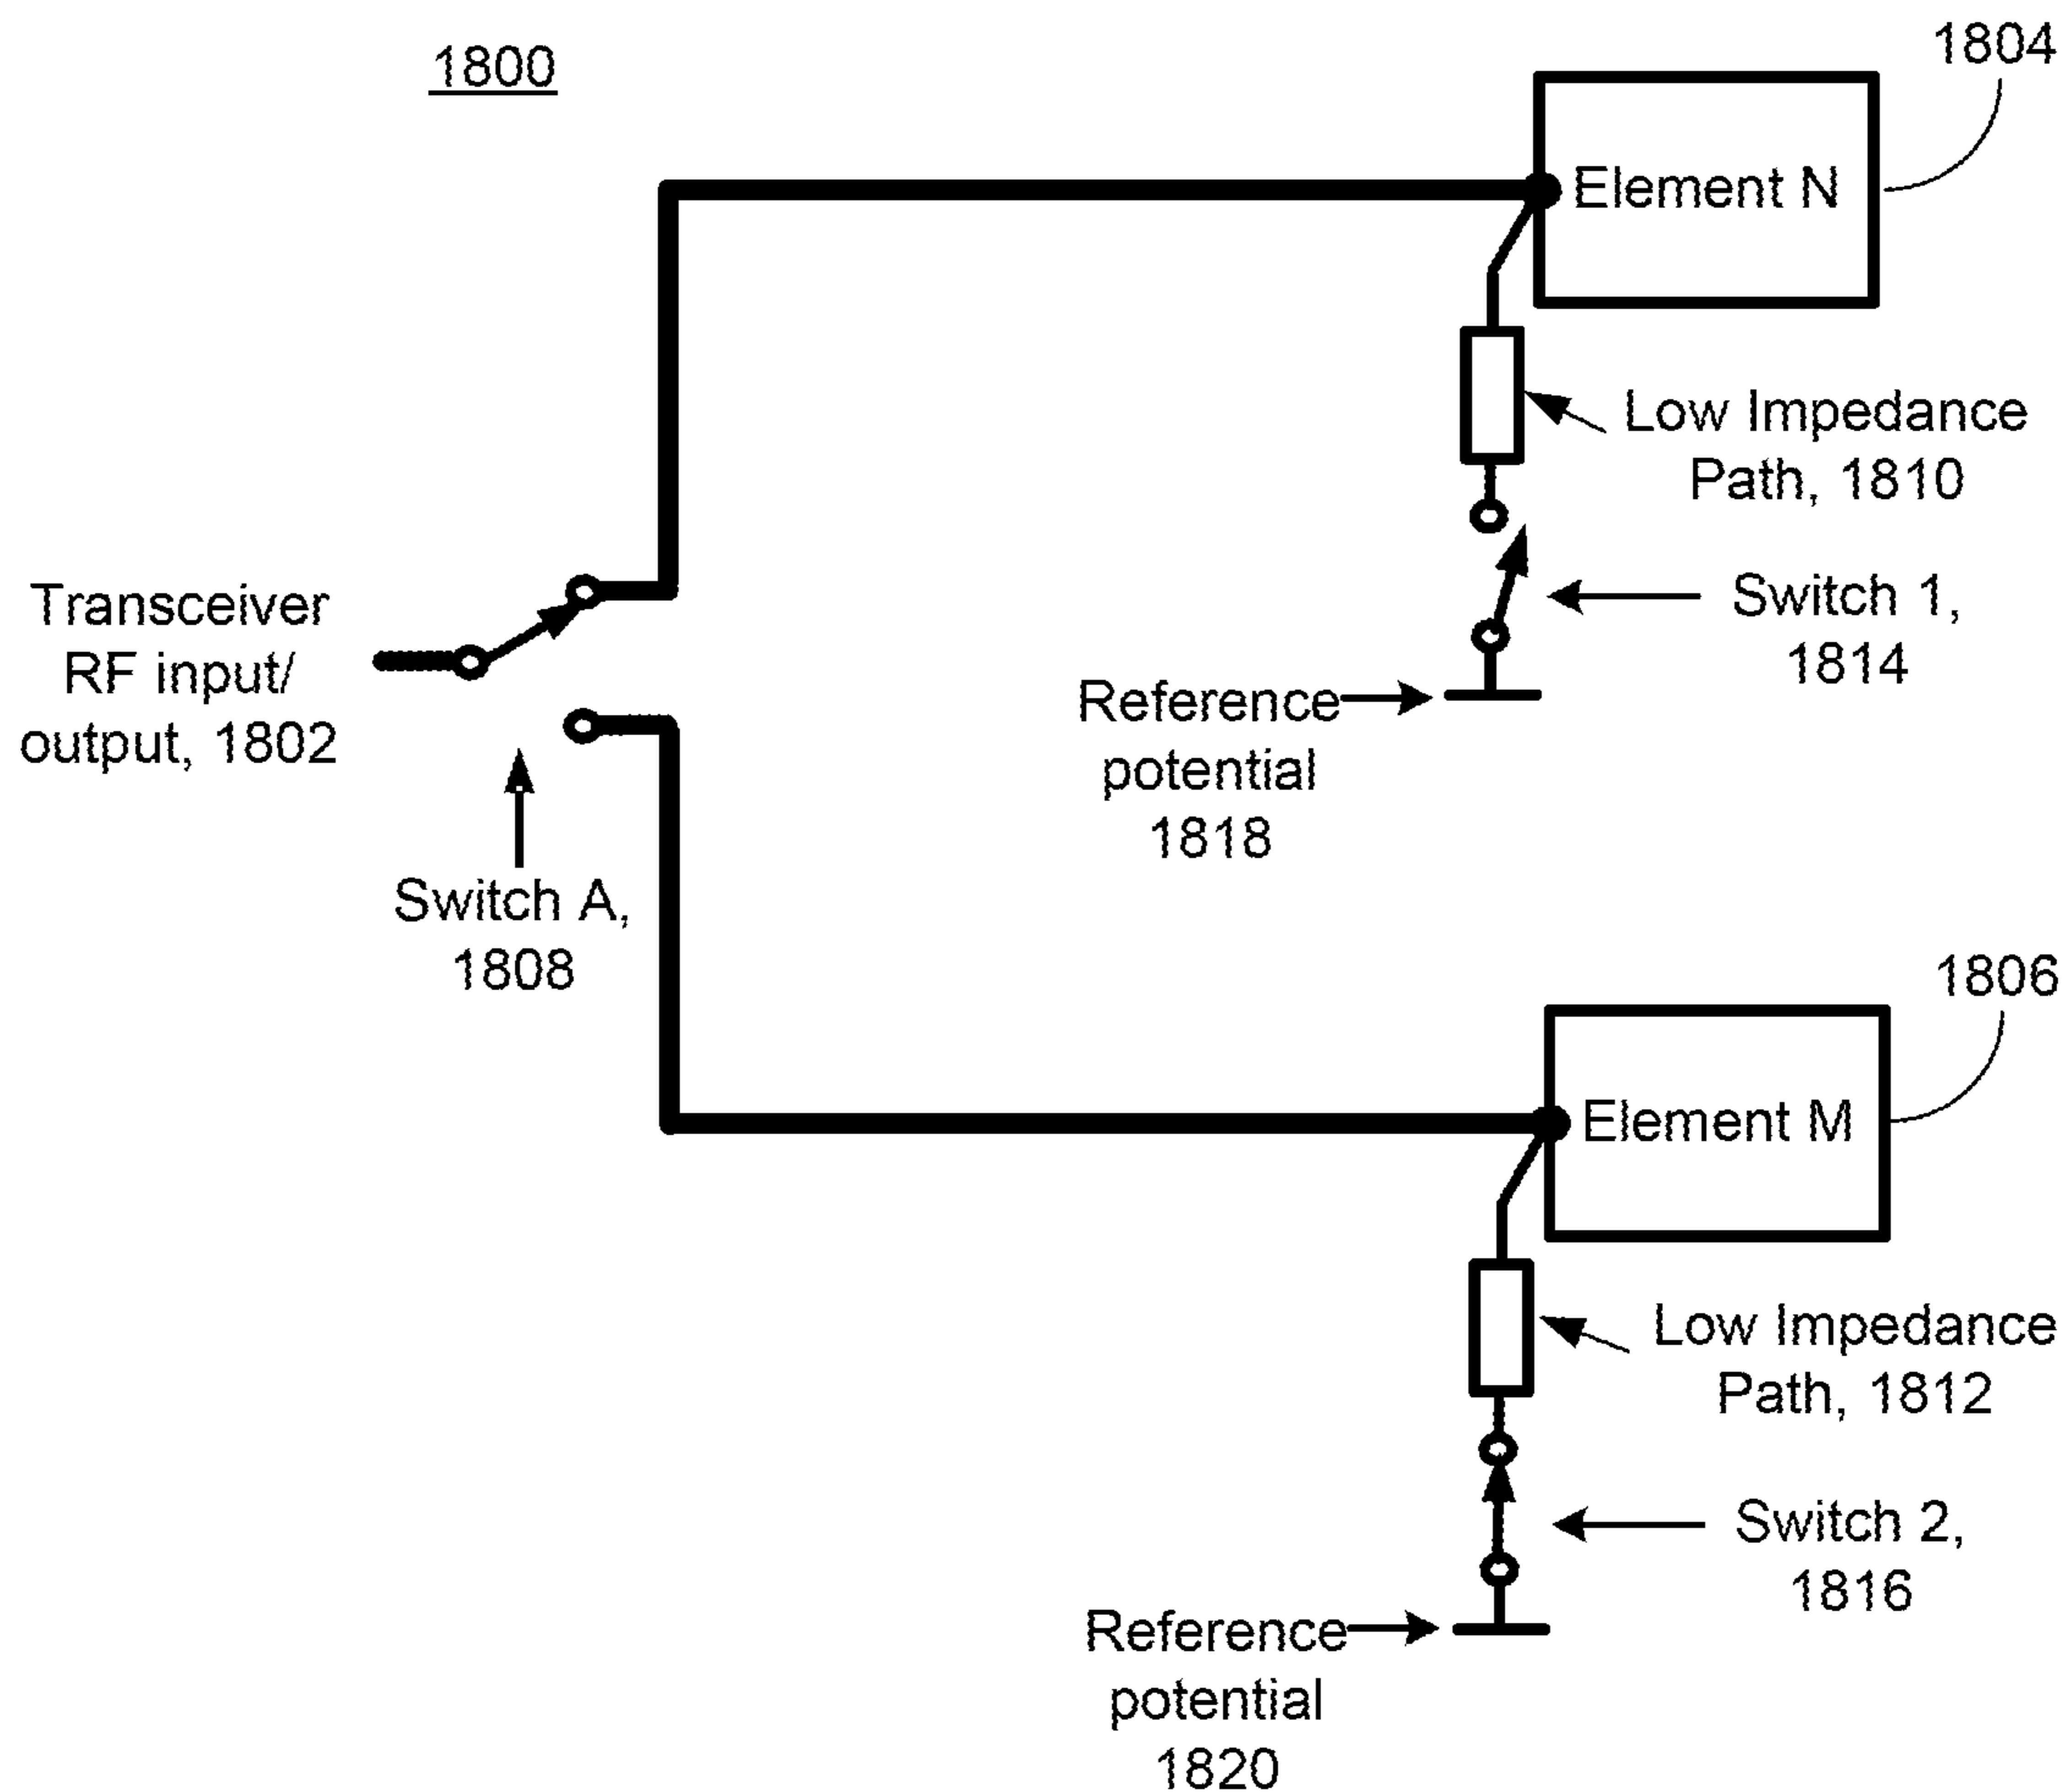 1800
1804
Element N
Low Impedance
Path, 1810
Transceiver
RF input/
output, 1802
Switch 1,
1814
Reference
potential
1818
Switch A,
1808
1806
Element M
Low Impedance
Path, 1812
Switch 2,
1816
Reference
potential
1820